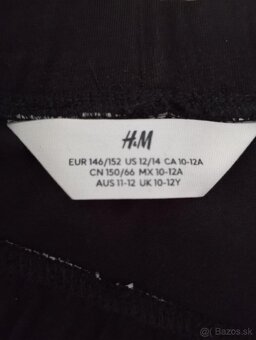 H&M
EUR 146/152 US 12/14 CA 10-12A
CN 150/66 MX 10-12A
AUS 11-12 UK 10-12Y
Bazos.sk